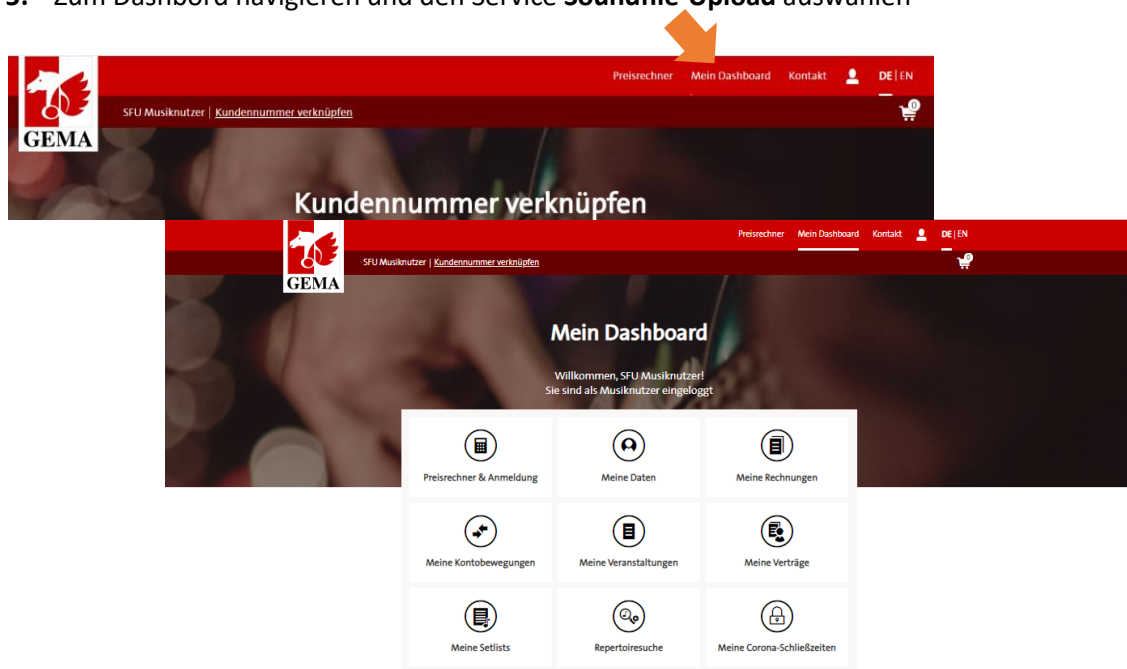 Zum Dashbord navigieren und den Service Soundfile-Upload auswählen
Preisrechner Mein Dashboard Kontakt DE | EN
SFU Musiknutzer | Kundennummer verknüpfen 0
GEMA
Kundennummer verknüpfen
Preisrechner Mein Dashboard Kontakt DE | EN
SFU Musiknutzer | Kundennummer verknüpfen 0
GEMA
Mein Dashboard
Willkommen, SFU Musiknutzer!
Sie sind als Musiknutzer eingeloggt
Preisrechner & Anmeldung Meine Daten Meine Rechnungen
Meine Kontobewegungen Meine Veranstaltungen Meine Verträge
Meine Setlists Repertoiresuche Meine Corona-Schließzeiten